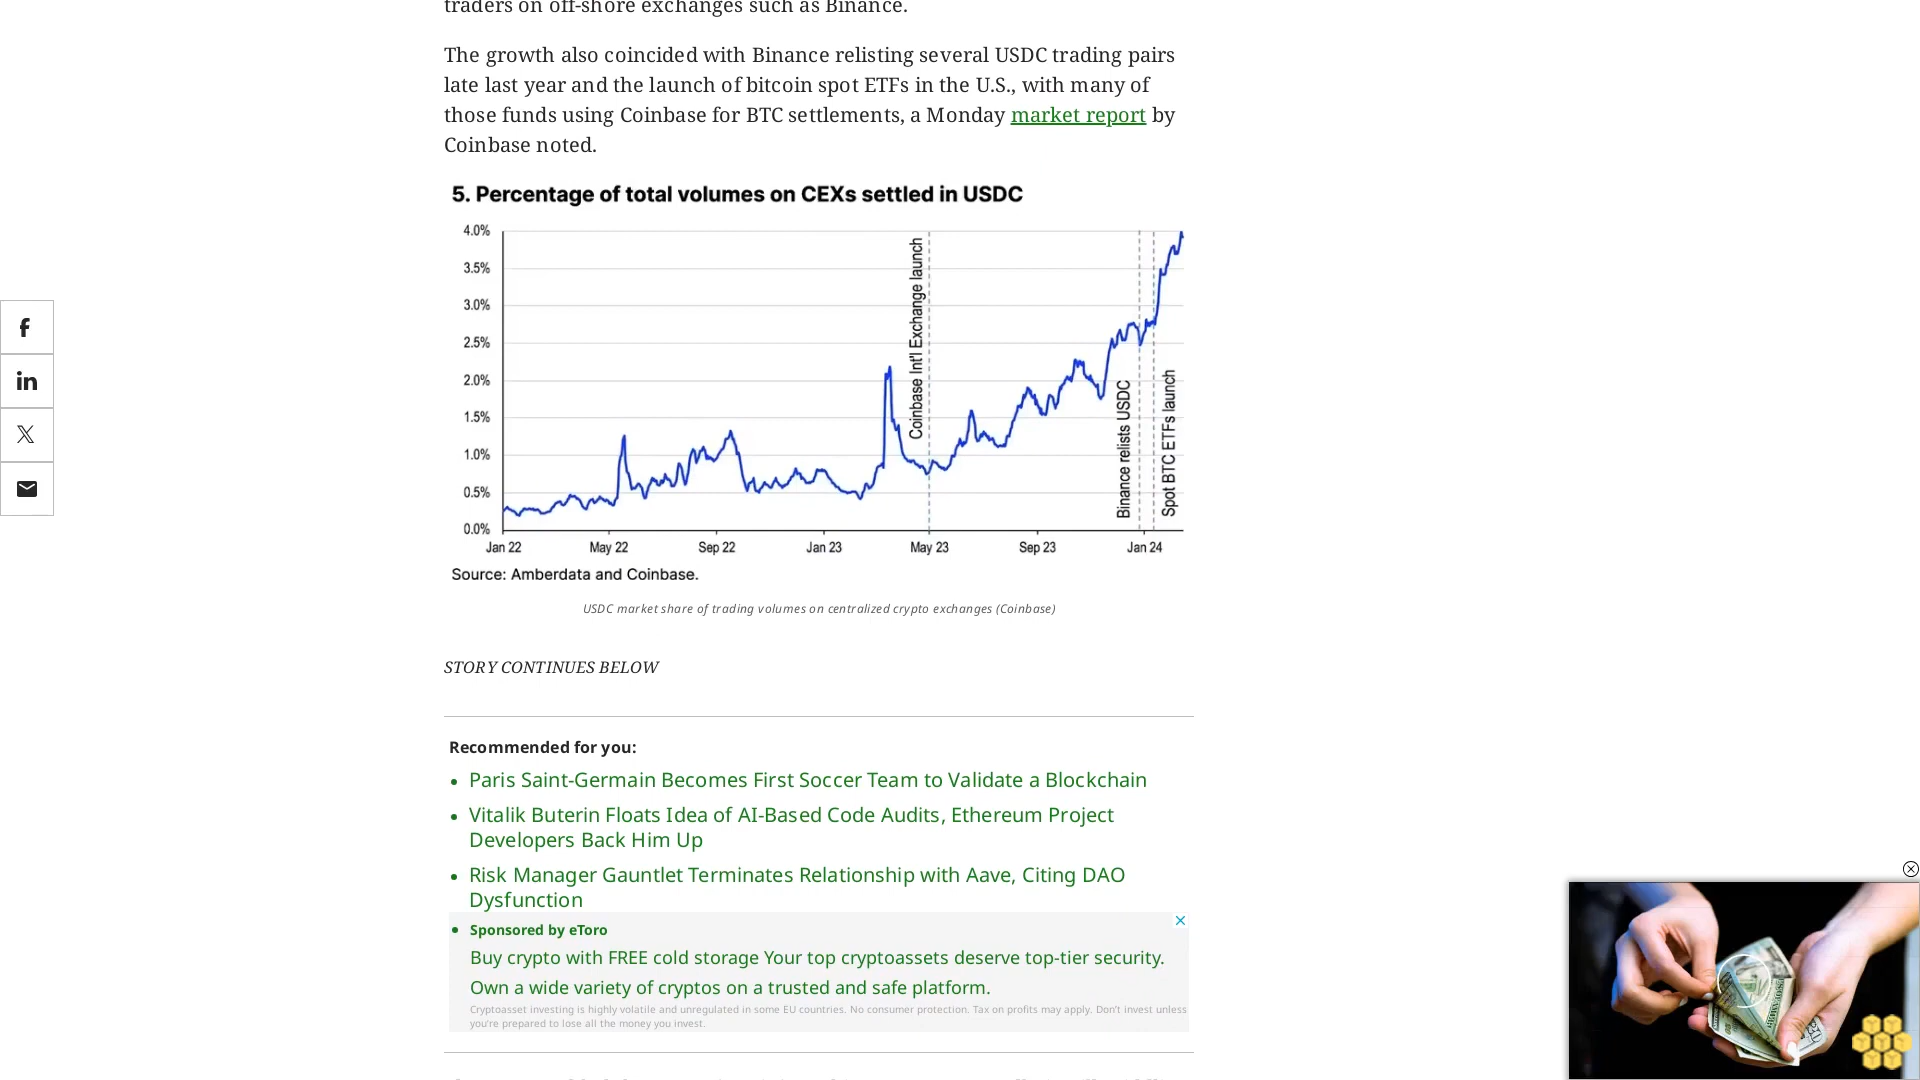 traders on off-shore exchanges such as Binance.
The growth also coincided with Binance relisting several USDC trading pairs
late last year and the launch of bitcoin spot ETFs in the U.S., with many of
those funds using Coinbase for BTC settlements, a Monday market report by
Coinbase noted.
5. Percentage of total volumes on CEXs settled in USDC
4.0%
3.5%
3.0%
2.5%
2.0%
1.5%
1.0%
0.5%
0.0%
Coinbase Int'l Exchange launch
Binance relists USDC
Spot BTC ETFs launch
Jan 22 May 22 Sep 22 Jan 23 May 23 Sep 23 Jan 24
Source: Amberdata and Coinbase.
USDC market share of trading volumes on centralized crypto exchanges (Coinbase)
STORY CONTINUES BELOW
Recommended for you:
• Paris Saint-Germain Becomes First Soccer Team to Validate a Blockchain
• Vitalik Buterin Floats Idea of AI-Based Code Audits, Ethereum Project
Developers Back Him Up
• Risk Manager Gauntlet Terminates Relationship with Aave, Citing DAO
Dysfunction
• Sponsored by eToro
Buy crypto with FREE cold storage Your top cryptoassets deserve top-tier security.
Own a wide variety of cryptos on a trusted and safe platform.
Cryptoasset investing is highly volatile and unregulated in some EU countries. No consumer protection. Tax on profits may apply. Don't invest unless
you're prepared to lose all the money you invest.